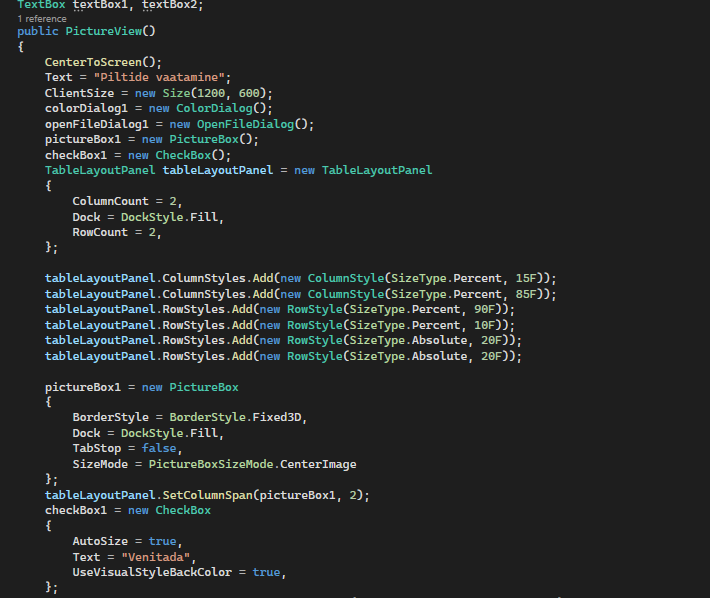 TextBox textBox1, textBox2;
1 reference
public PictureView()
{
    CenterToScreen();
    Text = "Piltide vaatamine";
    ClientSize = new Size(1200, 600);
    colorDialog1 = new ColorDialog();
    openFileDialog1 = new OpenFileDialog();
    pictureBox1 = new PictureBox();
    checkBox1 = new CheckBox();
    TableLayoutPanel tableLayoutPanel = new TableLayoutPanel
    {
        ColumnCount = 2,
        Dock = DockStyle.Fill,
        RowCount = 2,
    };

    tableLayoutPanel.ColumnStyles.Add(new ColumnStyle(SizeType.Percent, 15F));
    tableLayoutPanel.ColumnStyles.Add(new ColumnStyle(SizeType.Percent, 85F));
    tableLayoutPanel.RowStyles.Add(new RowStyle(SizeType.Percent, 90F));
    tableLayoutPanel.RowStyles.Add(new RowStyle(SizeType.Percent, 10F));
    tableLayoutPanel.RowStyles.Add(new RowStyle(SizeType.Absolute, 20F));
    tableLayoutPanel.RowStyles.Add(new RowStyle(SizeType.Absolute, 20F));

    pictureBox1 = new PictureBox
    {
        BorderStyle = BorderStyle.Fixed3D,
        Dock = DockStyle.Fill,
        TabStop = false,
        SizeMode = PictureBoxSizeMode.CenterImage
    };
    tableLayoutPanel.SetColumnSpan(pictureBox1, 2);
    checkBox1 = new CheckBox
    {
        AutoSize = true,
        Text = "Venitada",
        UseVisualStyleBackColor = true,
    };